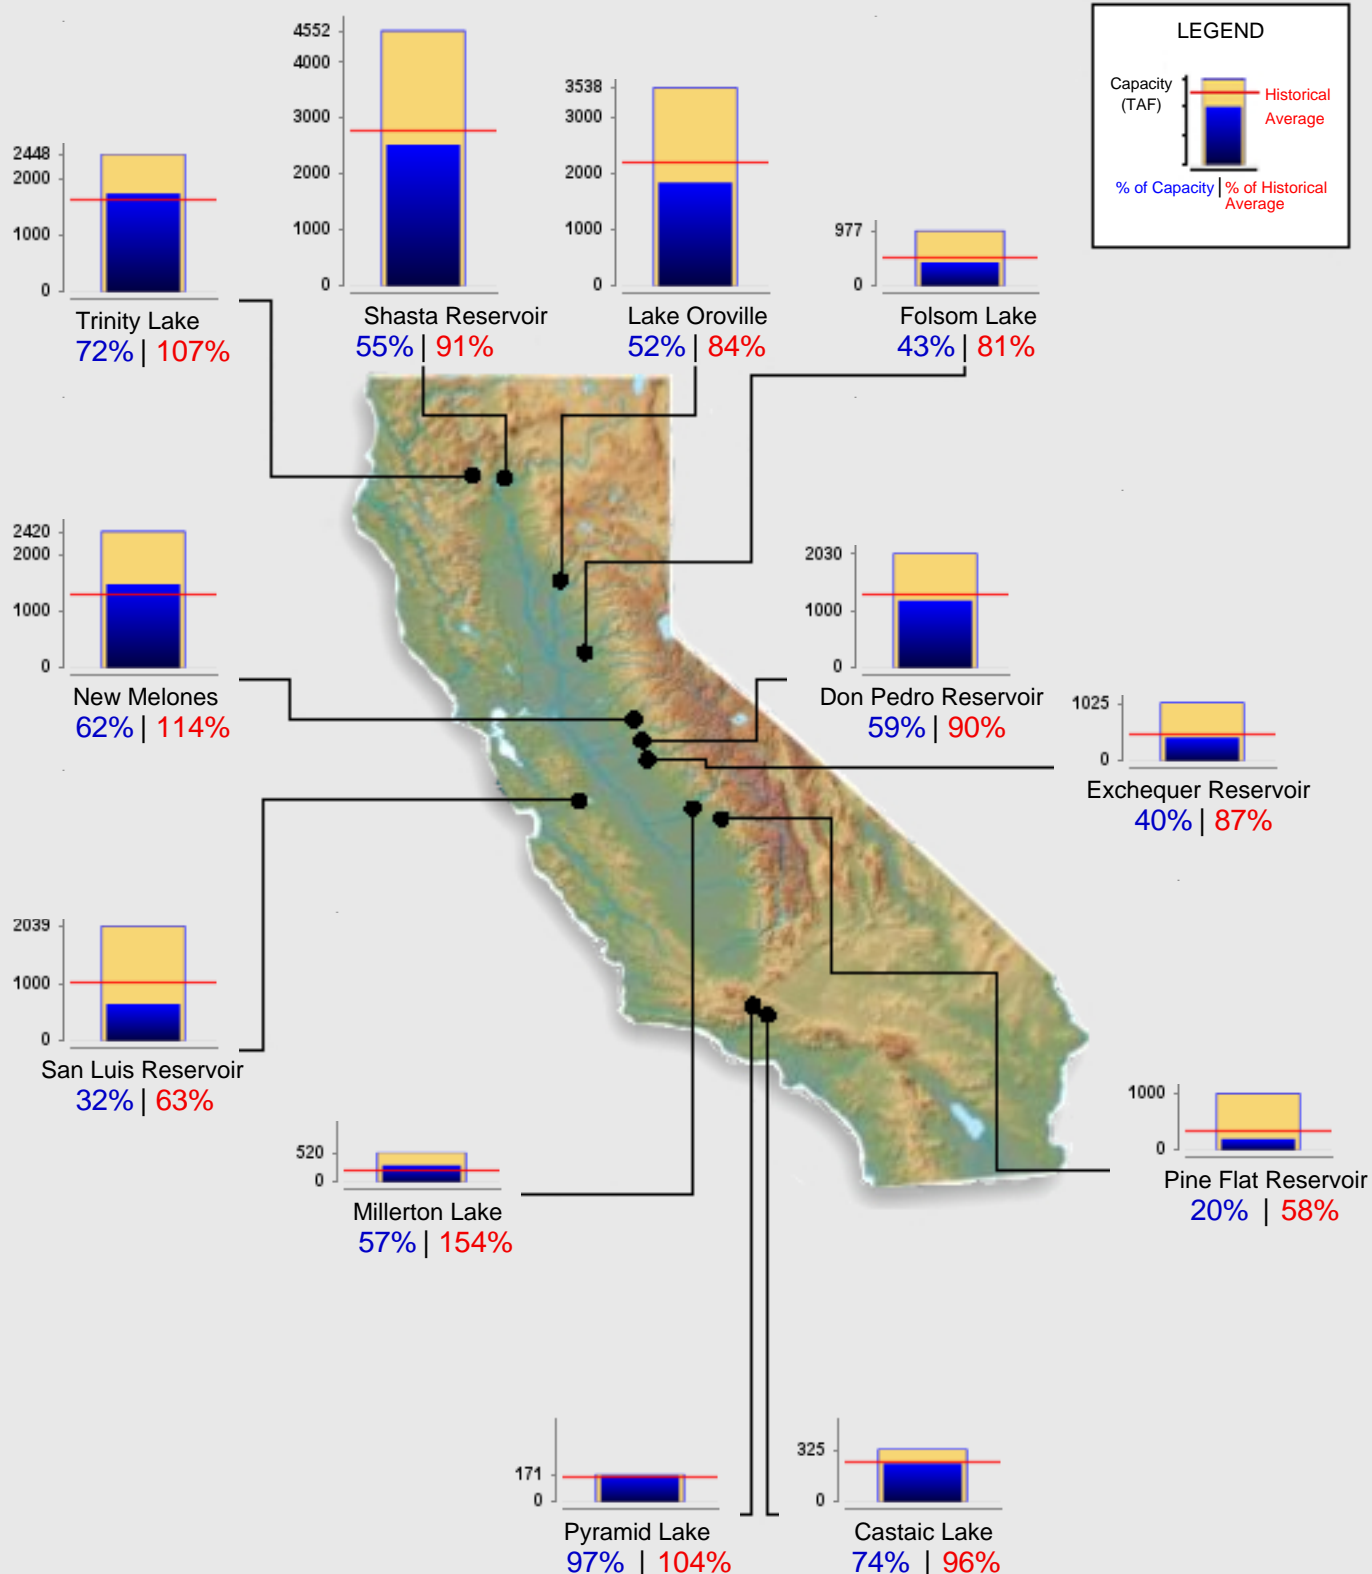 LEGEND
Capacity
(TAF)
Historical
Average
% of Capacity | % of Historical
Average
4552
4000
3000
2000
1000
0
Shasta Reservoir
55% | 91%
3538
3000
2000
1000
0
Lake Oroville
52% | 84%
2448
2000
1000
0
Trinity Lake
72% | 107%
977
0
Folsom Lake
43% | 81%
2420
2000
1000
0
New Melones
62% | 114%
2030
1000
0
Don Pedro Reservoir
59% | 90%
1025
0
Exchequer Reservoir
40% | 87%
2039
1000
0
San Luis Reservoir
32% | 63%
520
0
Millerton Lake
57% | 154%
1000
0
Pine Flat Reservoir
20% | 58%
171
0
Pyramid Lake
97% | 104%
325
0
Castaic Lake
74% | 96%